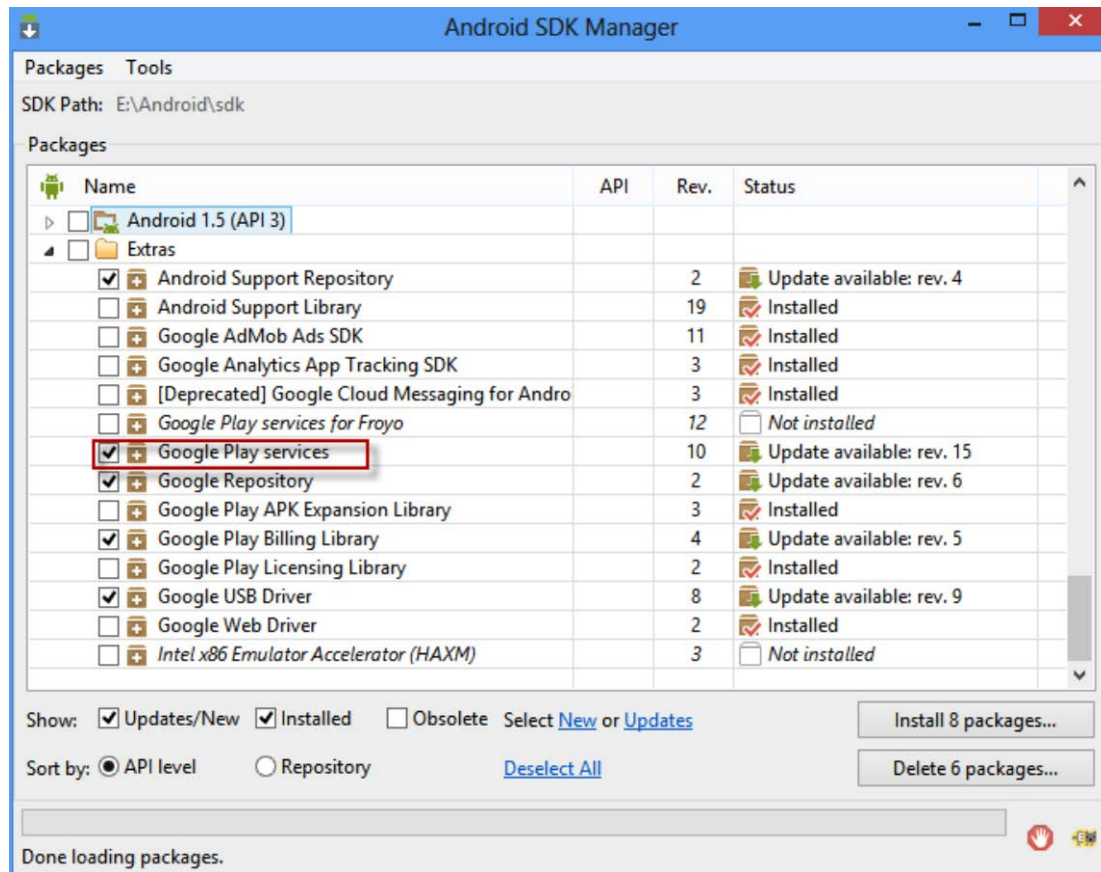 Android SDK Manager
Packages Tools
SDK Path: E:\Android\sdk
Packages
Name API Rev. Status
Android 1.5 (API 3)
Extras
Android Support Repository 2 Update available: rev. 4
Android Support Library 19 Installed
Google AdMob Ads SDK 11 Installed
Google Analytics App Tracking SDK 3 Installed
[Deprecated] Google Cloud Messaging for Andro 3 Installed
Google Play services for Froyo 12 Not installed
Google Play services 10 Update available: rev. 15
Google Repository 2 Update available: rev. 6
Google Play APK Expansion Library 3 Installed
Google Play Billing Library 4 Update available: rev. 5
Google Play Licensing Library 2 Installed
Google USB Driver 8 Update available: rev. 9
Google Web Driver 2 Installed
Intel x86 Emulator Accelerator (HAXM) 3 Not installed
Show: Updates/New Installed Obsolete Select New or Updates Install 8 packages...
Sort by: API level Repository Deselect All Delete 6 packages...
Done loading packages.